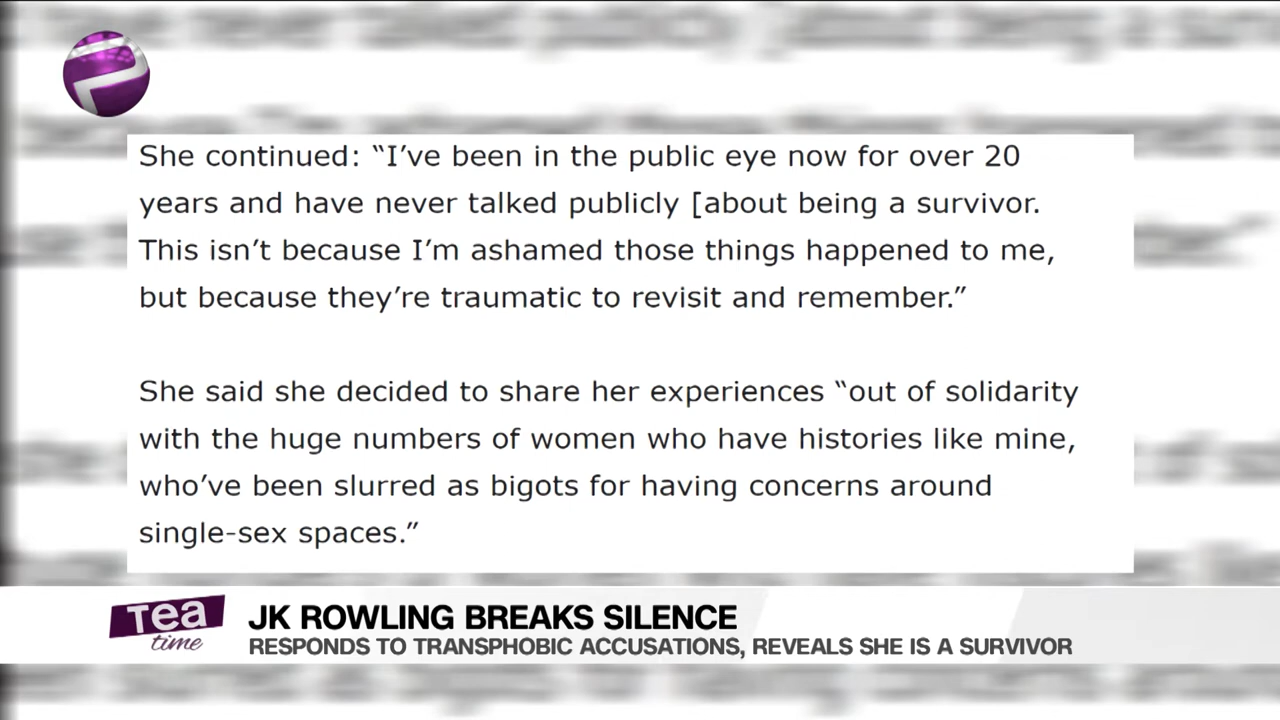 She continued: “I’ve been in the public eye now for over 20
years and have never talked publicly [about being a survivor.
This isn’t because I’m ashamed those things happened to me,
but because they’re traumatic to revisit and remember.”
She said she decided to share her experiences “out of solidarity
with the huge numbers of women who have histories like mine,
who’ve been slurred as bigots for having concerns around
single-sex spaces.”
Tea
time
JK ROWLING BREAKS SILENCE
RESPONDS TO TRANSPHOBIC ACCUSATIONS, REVEALS SHE IS A SURVIVOR